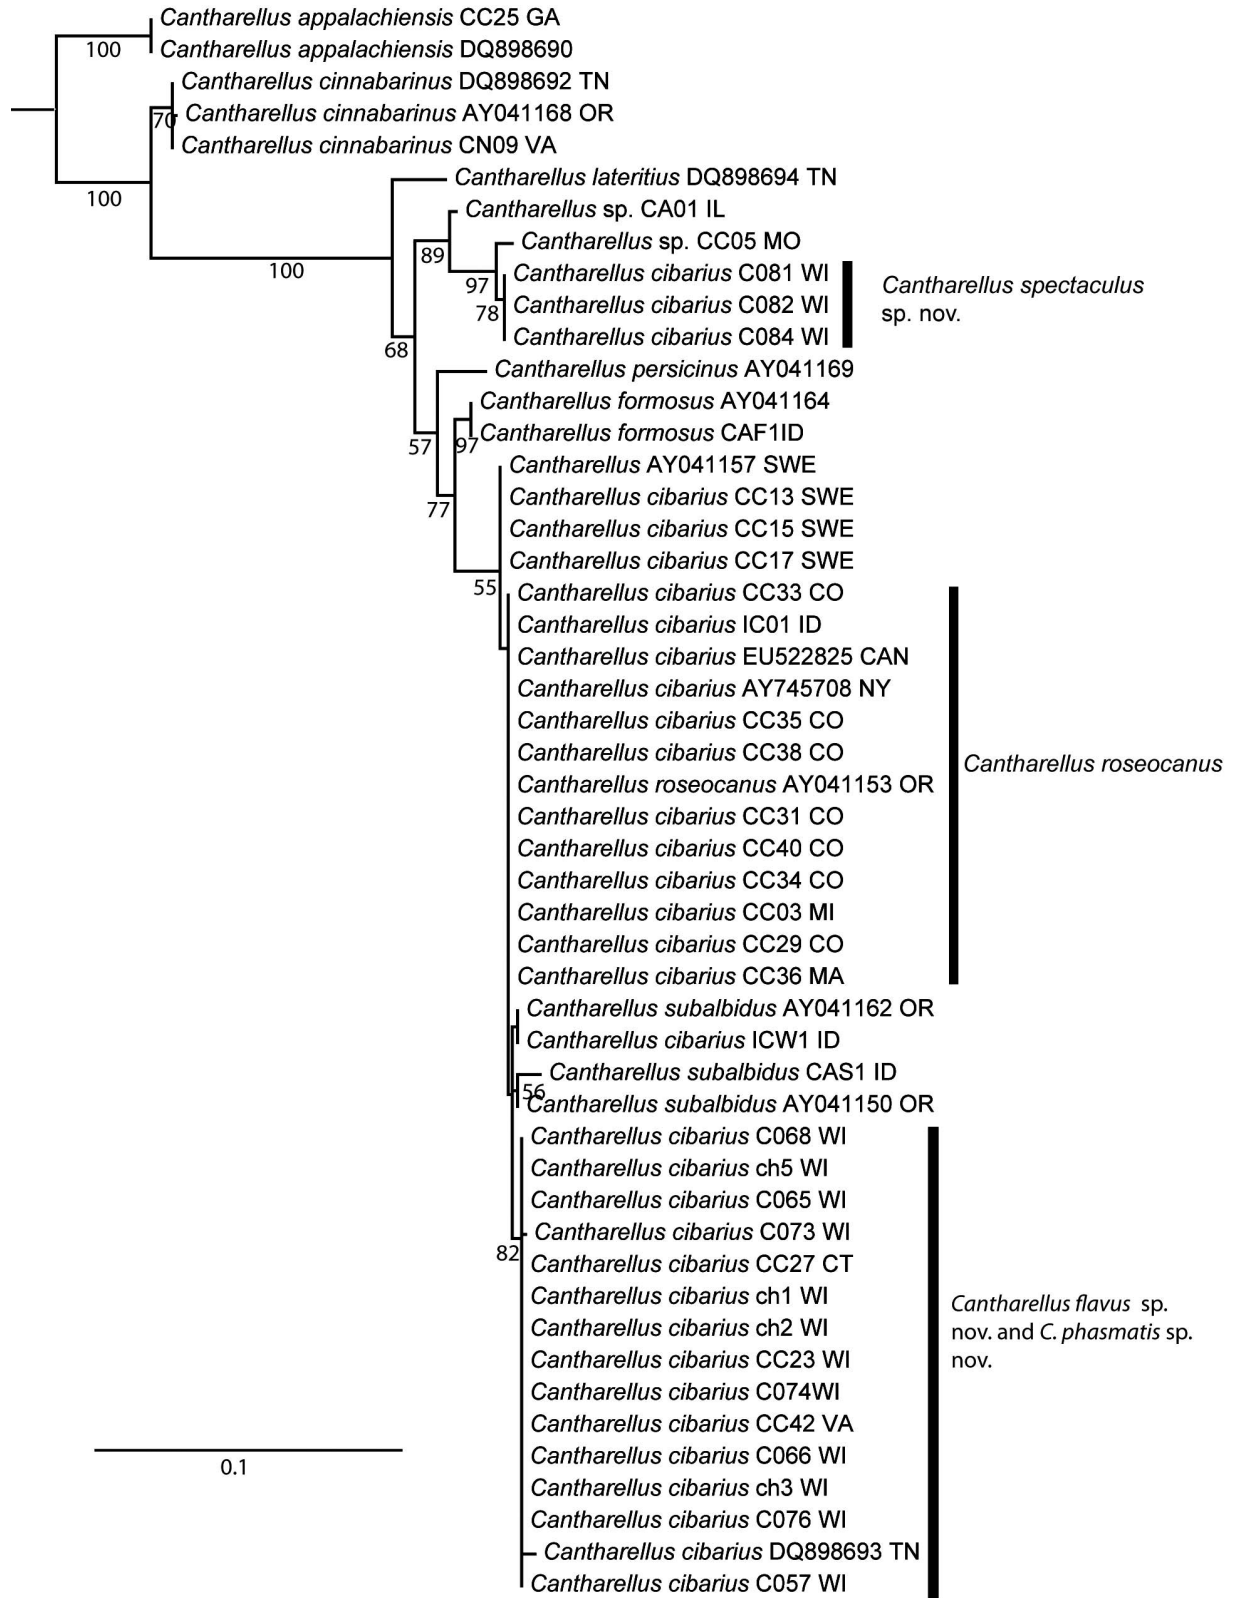 Cantharellus appalachiensis CC25 GA
100
Cantharellus appalachiensis DQ898690
Cantharellus cinnabarinus DQ898692 TN
70
Cantharellus cinnabarinus AY041168 OR
Cantharellus cinnabarinus CN09 VA
100
Cantharellus lateritius DQ898694 TN
Cantharellus sp. CA01 IL
Cantharellus sp. CC05 MO
89
100
Cantharellus cibarius C081 WI
97
Cantharellus spectaculus
sp. nov.
Cantharellus cibarius C082 WI
78
Cantharellus cibarius C084 WI
68
Cantharellus persicinus AY041169
Cantharellus formosus AY041164
Cantharellus formosus CAF1ID
57
97
Cantharellus AY041157 SWE
Cantharellus cibarius CC13 SWE
77
Cantharellus cibarius CC15 SWE
Cantharellus cibarius CC17 SWE
55
Cantharellus cibarius CC33 CO
Cantharellus cibarius IC01 ID
Cantharellus cibarius EU522825 CAN
Cantharellus cibarius AY745708 NY
Cantharellus cibarius CC35 CO
Cantharellus cibarius CC38 CO
Cantharellus roseocanus
Cantharellus roseocanus AY041153 OR
Cantharellus cibarius CC31 CO
Cantharellus cibarius CC40 CO
Cantharellus cibarius CC34 CO
Cantharellus cibarius CC03 MI
Cantharellus cibarius CC29 CO
Cantharellus cibarius CC36 MA
Cantharellus subalbidus AY041162 OR
Cantharellus cibarius ICW1 ID
Cantharellus subalbidus CAS1 ID
56
Cantharellus subalbidus AY041150 OR
Cantharellus cibarius C068 WI
Cantharellus cibarius ch5 WI
Cantharellus cibarius C065 WI
Cantharellus cibarius C073 WI
82
Cantharellus cibarius CC27 CT
Cantharellus cibarius ch1 WI
Cantharellus flavus sp.
nov. and C. phasmatis sp.
nov.
Cantharellus cibarius ch2 WI
Cantharellus cibarius CC23 WI
Cantharellus cibarius C074WI
Cantharellus cibarius CC42 VA
Cantharellus cibarius C066 WI
0.1
Cantharellus cibarius ch3 WI
Cantharellus cibarius C076 WI
Cantharellus cibarius DQ898693 TN
Cantharellus cibarius C057 WI